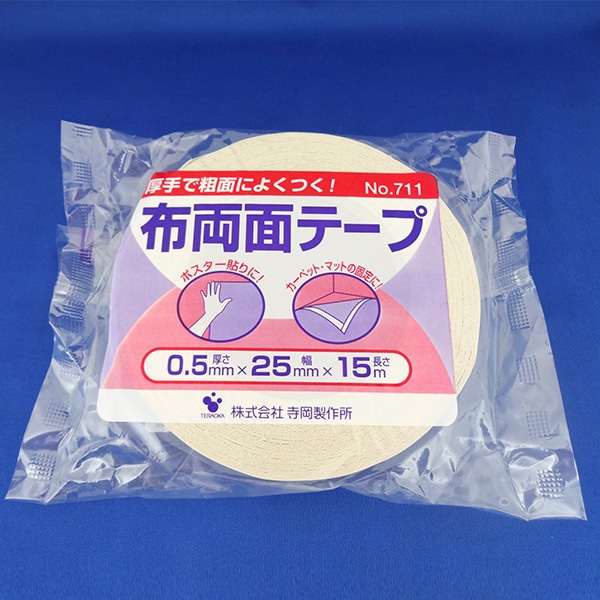 厚手で粗面によくつく！ No.711
布両面テープ
ポスター貼りに！
カーペット・マットの固定に！
0.5mm厚さ×25mm幅×15m長さ
TERAOKA 株式会社 寺岡製作所